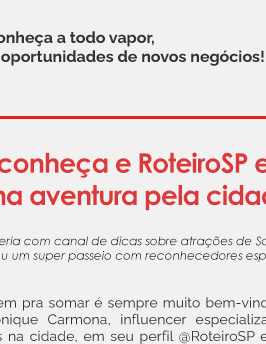 onheça a todo vapor,
oportunidades de novos negócios!
conheça e RoteiroSP e
na aventura pela cidad
eria com canal de dicas sobre atrações de Sa
u um super passeio com reconhecedores esp
em pra somar é sempre muito bem-vind
nique Carmona, influencer especializa
s na cidade, em seu perfil @RoteiroSP e